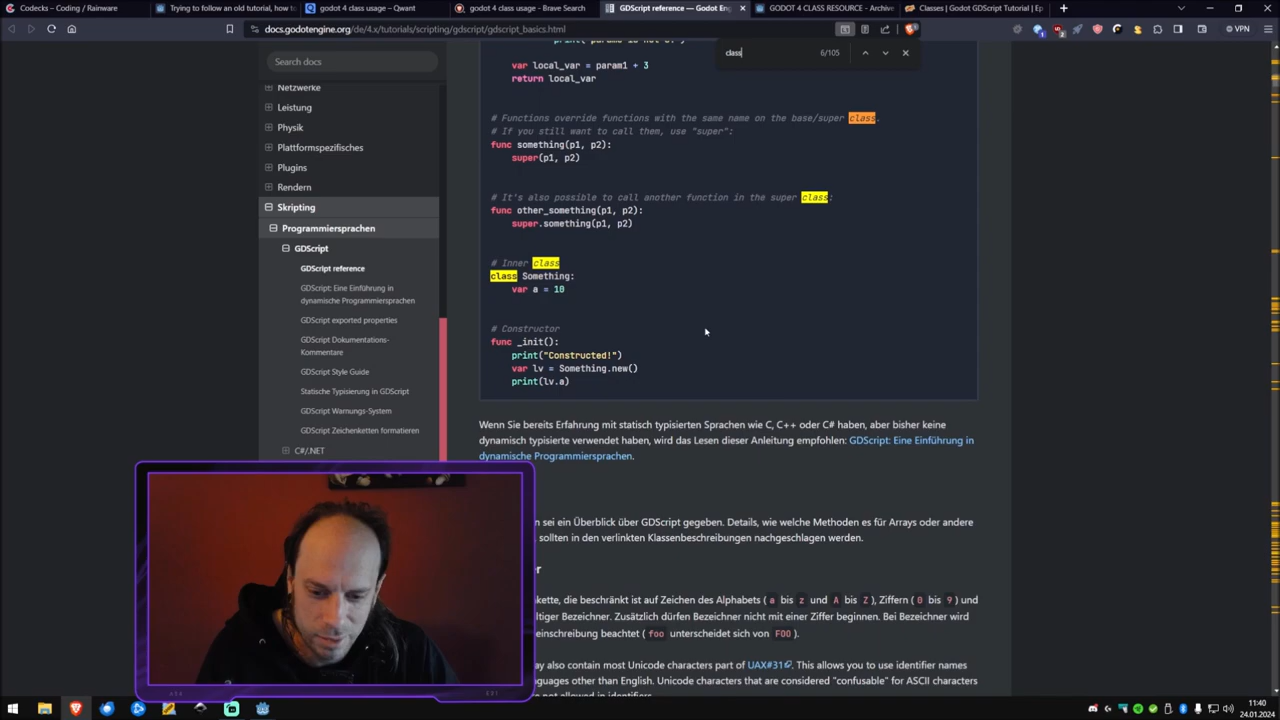 Codecks – Coding / Rainware
Trying to follow an old tutorial, how to
godot 4 class usage – Qwant
godot 4 class usage - Brave Search
GDScript reference — Godot Eng
GODOT 4 CLASS RESOURCE - Archive
Classes | Godot GDScript Tutorial | Ep
docs.godotengine.org/de/4.x/tutorials/scripting/gdscript/gdscript_basics.html
VPN
class
6/105
Search docs
Netzwerke
Leistung
Physik
Plattformspezifisches
Plugins
Rendern
Skripting
Programmiersprachen
GDScript
GDScript reference
GDScript: Eine Einführung in
dynamische Programmiersprachen
GDScript exported properties
GDScript Dokumentations-
Kommentare
GDScript Style Guide
Statische Typisierung in GDScript
GDScript Warnungs-System
GDScript Zeichenketten formatieren
C#/.NET
var local_var = param1 + 3
return local_var
# Functions override functions with the same name on the base/super class.
# If you still want to call them, use "super":
func something(p1, p2):
super(p1, p2)
# It's also possible to call another function in the super class:
func other_something(p1, p2):
super.something(p1, p2)
# Inner class
class Something:
var a = 10
# Constructor
func _init():
print("Constructed!")
var lv = Something.new()
print(lv.a)
Wenn Sie bereits Erfahrung mit statisch typisierten Sprachen wie C, C++ oder C# haben, aber bisher keine
dynamisch typisierte verwendet haben, wird das Lesen dieser Anleitung empfohlen: GDScript: Eine Einführung in
dynamische Programmiersprachen.
n sei ein Überblick über GDScript gegeben. Details, wie welche Methoden es für Arrays oder andere
sollten in den verlinkten Klassenbeschreibungen nachgeschlagen werden.
er
kette, die beschränkt ist auf Zeichen des Alphabets ( a bis z und A bis Z ), Ziffern ( 0 bis 9 ) und
ltiger Bezeichner. Zusätzlich dürfen Bezeichner nicht mit einer Ziffer beginnen. Bei Bezeichner wird
einschreibung beachtet ( foo unterscheidet sich von FOO ).
ay also contain most Unicode characters part of UAX#31. This allows you to use identifier names
nguages other than English. Unicode characters that are considered "confusable" for ASCII characters
11:40
24.01.2024